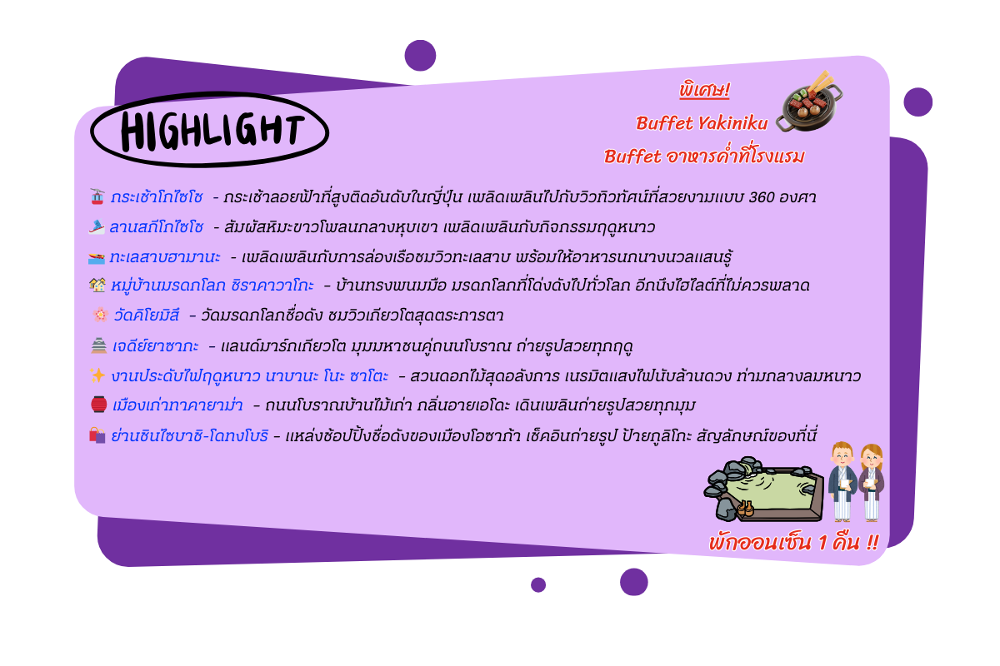 HIGHLIGHT
พิเศษ!
Buffet Yakiniku
Buffet อาหารค่ำที่โรงแรม
กระเช้าโกไซโช - กระเช้าลอยฟ้าที่สูงติดอันดับในญี่ปุ่น เพลิดเพลินไปกับวิวทิวทัศน์ที่สวยงามแบบ 360 องศา
ลานสกีโกไซโช - สัมผัสหิมะขาวโพลนกลางหุบเขา เพลิดเพลินกับกิจกรรมฤดูหนาว
ทะเลสาบฮามานะ - เพลิดเพลินกับการล่องเรือชมวิวทะเลสาบ พร้อมให้อาหารนกนางนวลแสนรู้
หมู่บ้านมรดกโลก ชิราคาวาโกะ - บ้านทรงพนมมือ มรดกโลกที่โด่งดังไปทั่วโลก อีกนึงไฮไลต์ที่ไม่ควรพลาด
วัดคิโยมิสึ - วัดมรดกโลกชื่อดัง ชมวิวเกียวโตสุดตระการตา
เจดีย์ยาซากะ - แลนด์มาร์กเกียวโต มุมมหาชนคู่ถนนโบราณ ถ่ายรูปสวยทุกฤดู
งานประดับไฟฤดูหนาว นาบานะ โนะ ซาโตะ - สวนดอกไม้สุดอลังการ เนรมิตแสงไฟนับล้านดวง ท่ามกลางลมหนาว
เมืองเก่าทาคายาม่า - ถนนโบราณบ้านไม้เก่า กลิ่นอายเอโดะ เดินเพลินถ่ายรูปสวยทุกมุม
ย่านชินไซบาชิ-โดทงโบริ - แหล่งช้อปปิ้งชื่อดังของเมืองโอซาก้า เช็คอินถ่ายรูป ป้ายกูลิโกะ สัญลักษณ์ของที่นี่
พักออนเซ็น 1 คืน !!